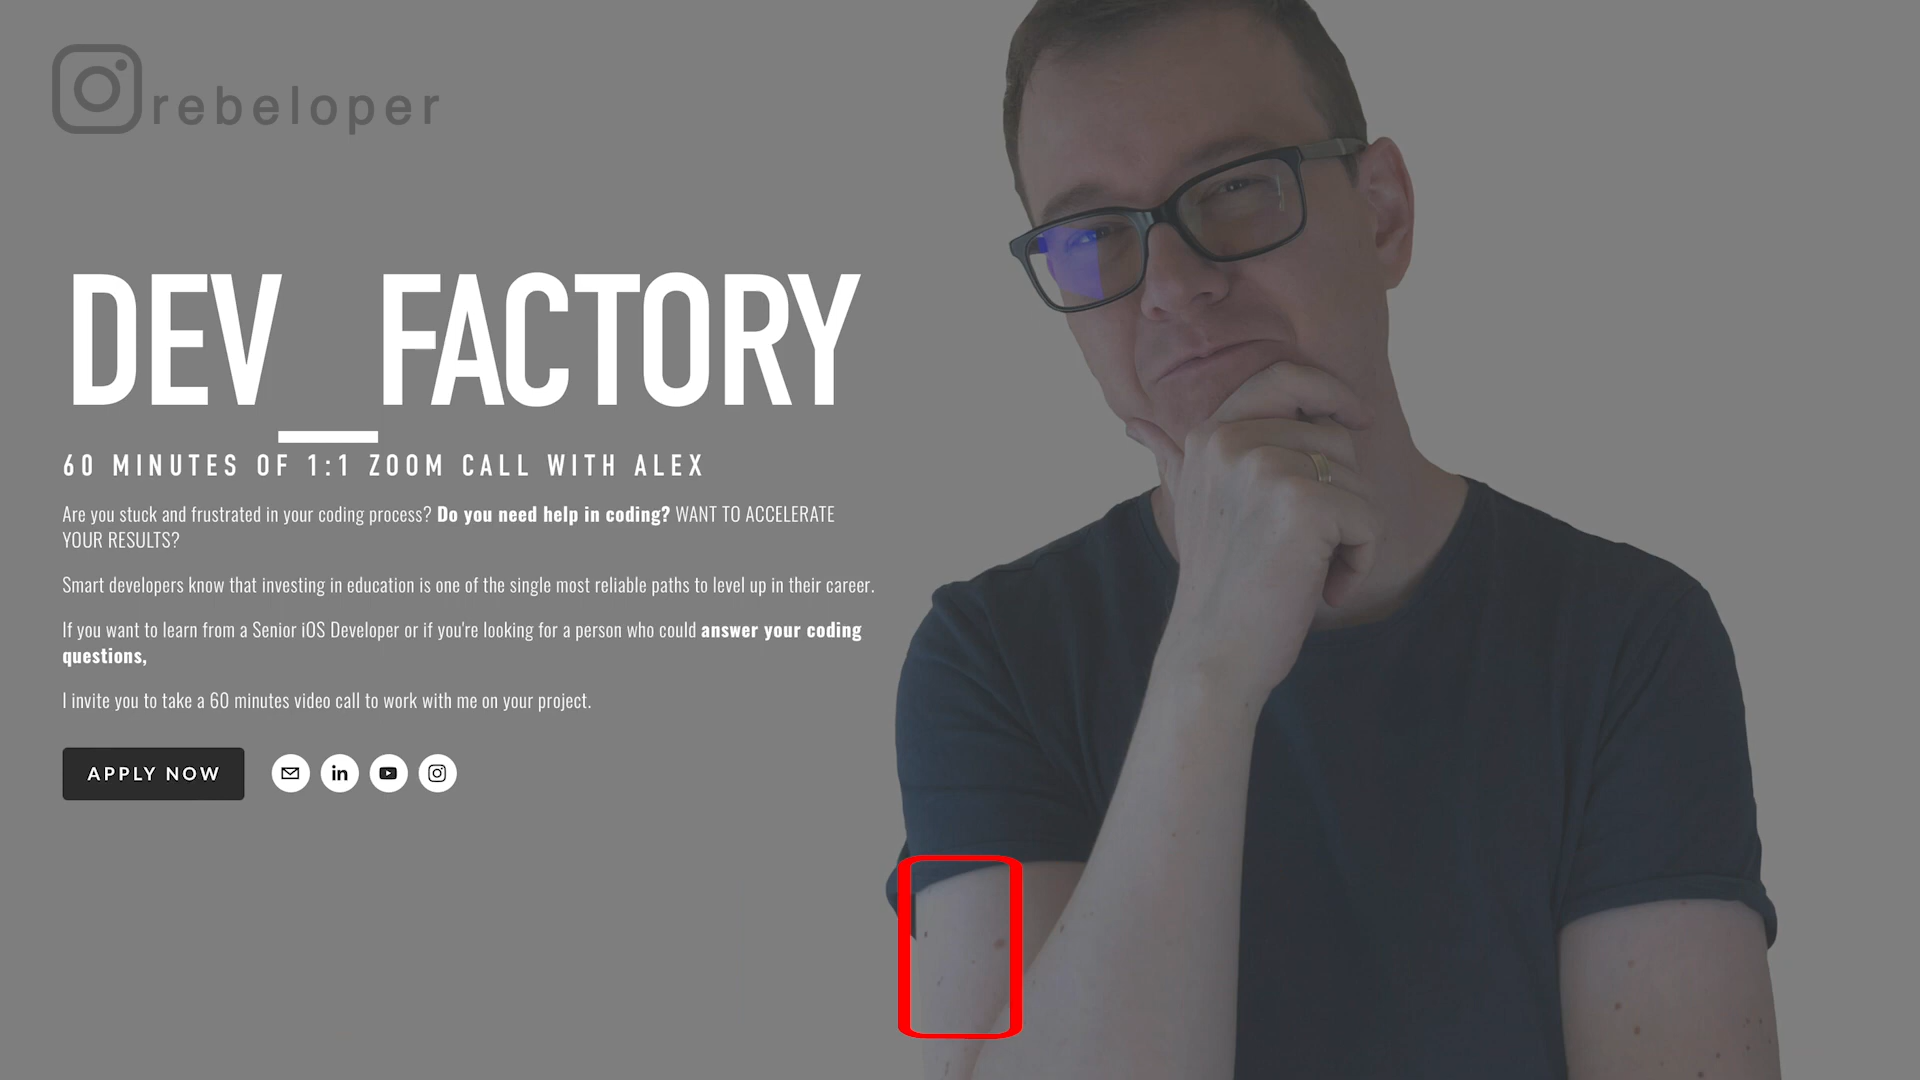 rebeloper
DEV_FACTORY
60 MINUTES OF 1:1 ZOOM CALL WITH ALEX
Are you stuck and frustrated in your coding process? Do you need help in coding? WANT TO ACCELERATE
YOUR RESULTS?
Smart developers know that investing in education is one of the single most reliable paths to level up in their career.
If you want to learn from a Senior iOS Developer or if you're looking for a person who could answer your coding
questions,
I invite you to take a 60 minutes video call to work with me on your project.
APPLY NOW in